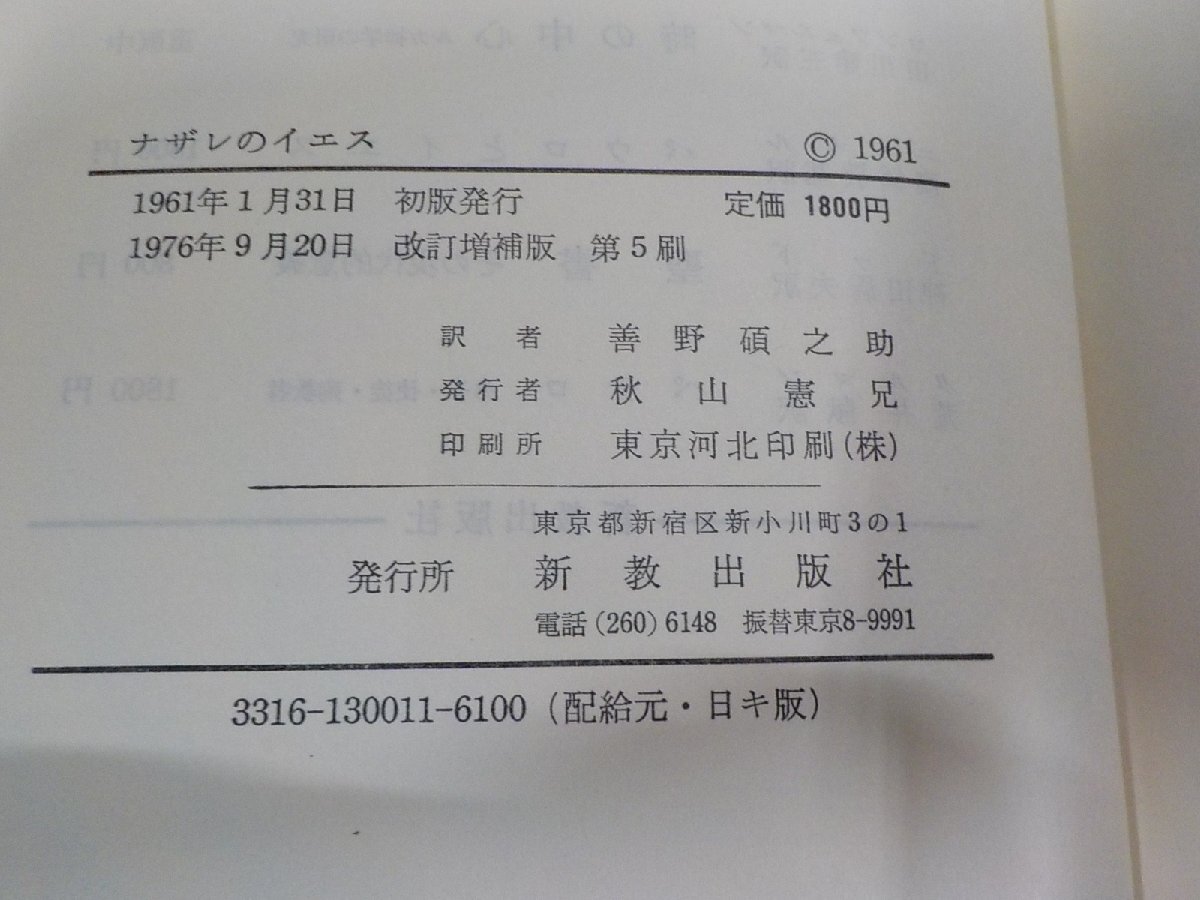 ナザレのイエス © 1961
1961年1月31日 初版発行 定価 1800円
1976年9月20日 改訂増補版 第5刷
訳者 善野碩之助
発行者 秋山憲兄
印刷所 東京河北印刷(株)
東京都新宿区新小川町3の1
発行所 新教出版社
電話(260)6148 振替東京8-9991
3316-130011-6100(配給元・日キ版)